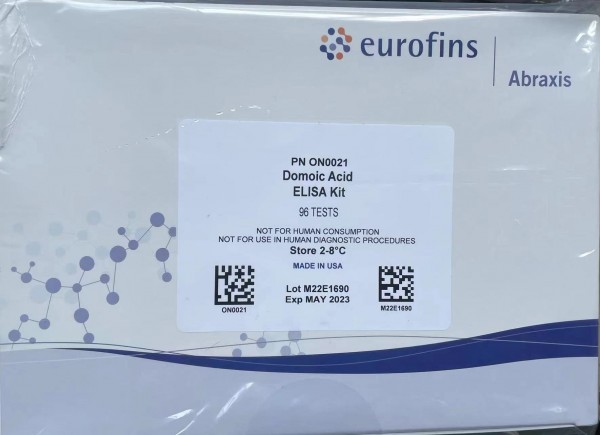 eurofins
Abraxis
PN ON0021
Domoic Acid
ELISA Kit
96 TESTS
NOT FOR HUMAN CONSUMPTION
NOT FOR USE IN HUMAN DIAGNOSTIC PROCEDURES
Store 2-8°C
MADE IN USA
Lot M22E1690
Exp MAY 2023
ON0021
M22E1690